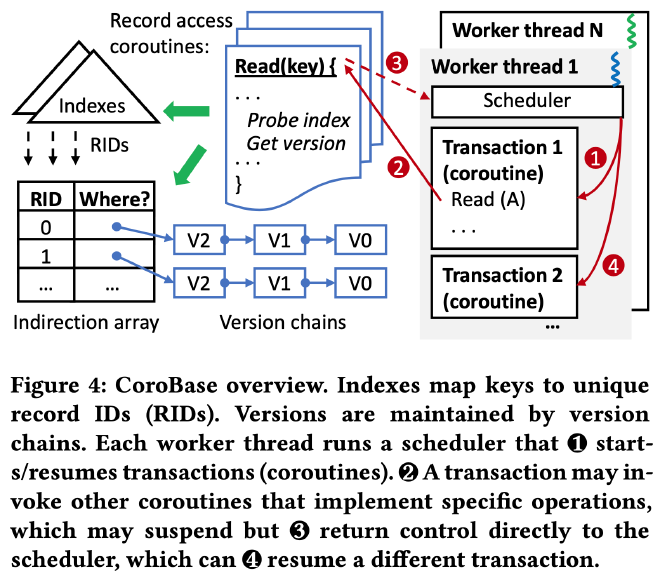 Record access
coroutines:
Indexes
RIDs
RID Where?
0
1
... ...
Indirection array
Read(key) {
. . .
Probe index
Get version
. . .
}
V2 V1 V0
V2 V1 V0
Version chains
Worker thread N
Worker thread 1
Scheduler
Transaction 1
(coroutine)
Read (A)
. . .
Transaction 2
(coroutine)
...
❶
❷
❸
❹
Figure 4: CoroBase overview. Indexes map keys to unique
record IDs (RIDs). Versions are maintained by version
chains. Each worker thread runs a scheduler that ❶ start-
s/resumes transactions (coroutines). ❷ A transaction may in-
voke other coroutines that implement specific operations,
which may suspend but ❸ return control directly to the
scheduler, which can ❹ resume a different transaction.